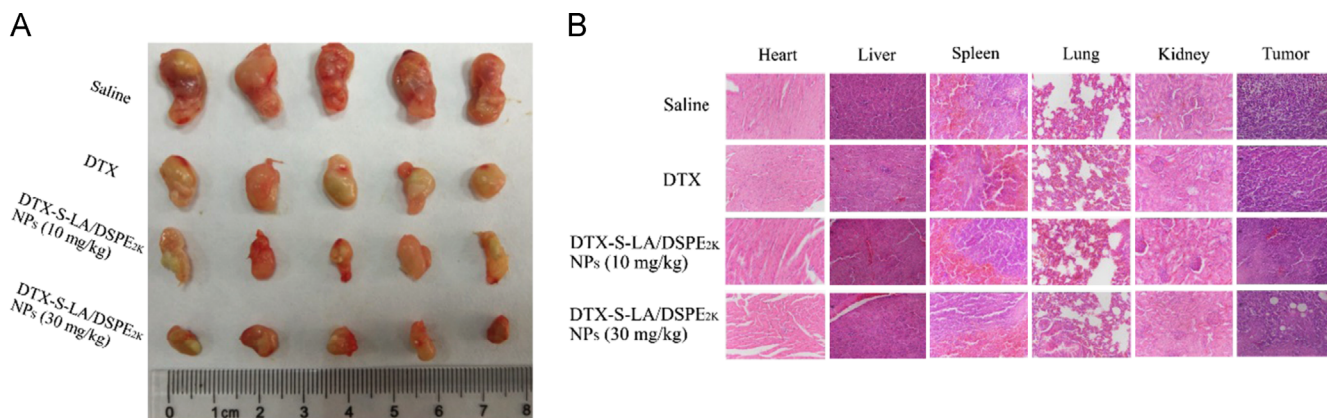 A
Saline
DTX
DTX-S-LA/DSPE2K
NPs (10 mg/kg)
DTX-S-LA/DSPE2K
NPs (30 mg/kg)
0 1cm 2 3 4 5 6 7 8
B
Heart Liver Spleen Lung Kidney Tumor
Saline
DTX
DTX-S-LA/DSPE2K
NPs (10 mg/kg)
DTX-S-LA/DSPE2K
NPs (30 mg/kg)